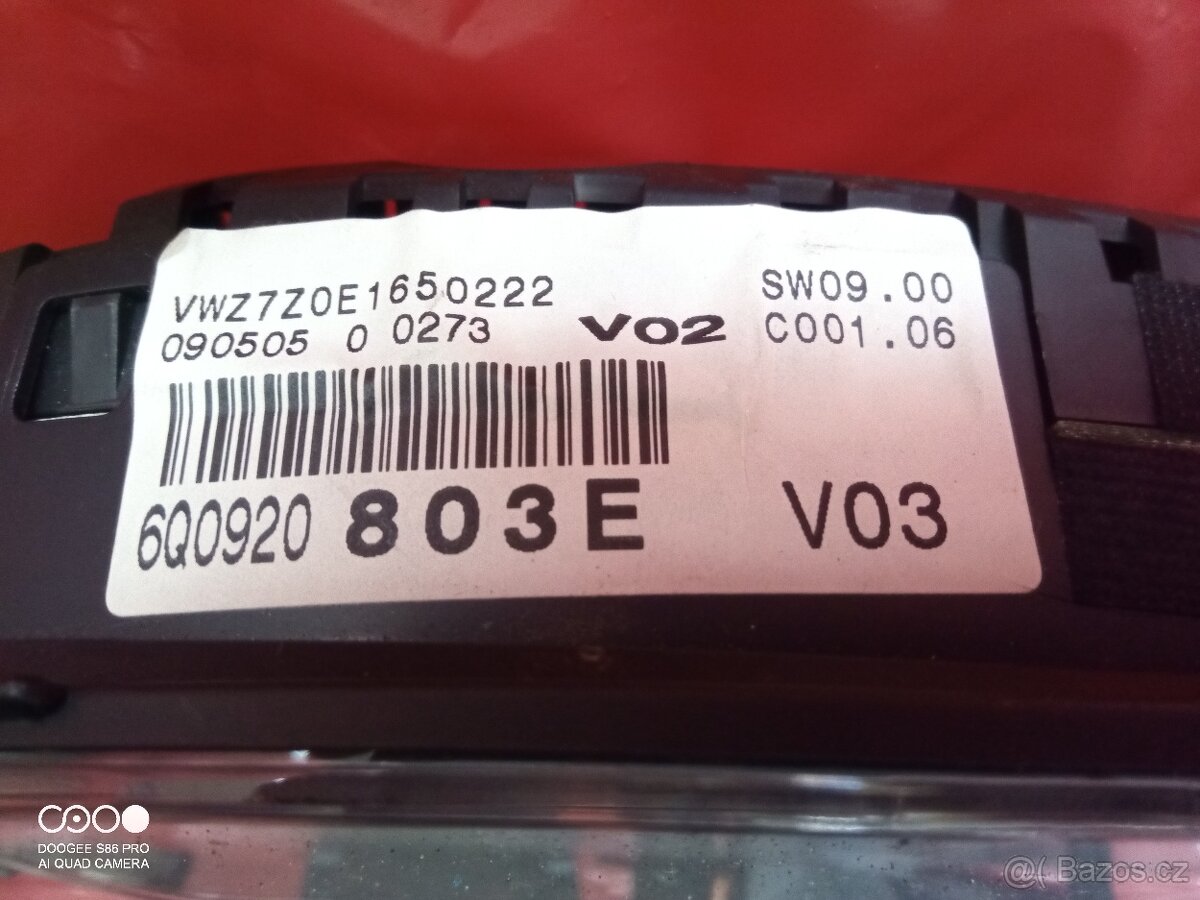 VWZ7Z0E1650222
SW09.00
090505 0 0273 V02
C001.06
6Q0920 803E V03
DOOGEE S86 PRO
AI QUAD CAMERA
Bazos.cz